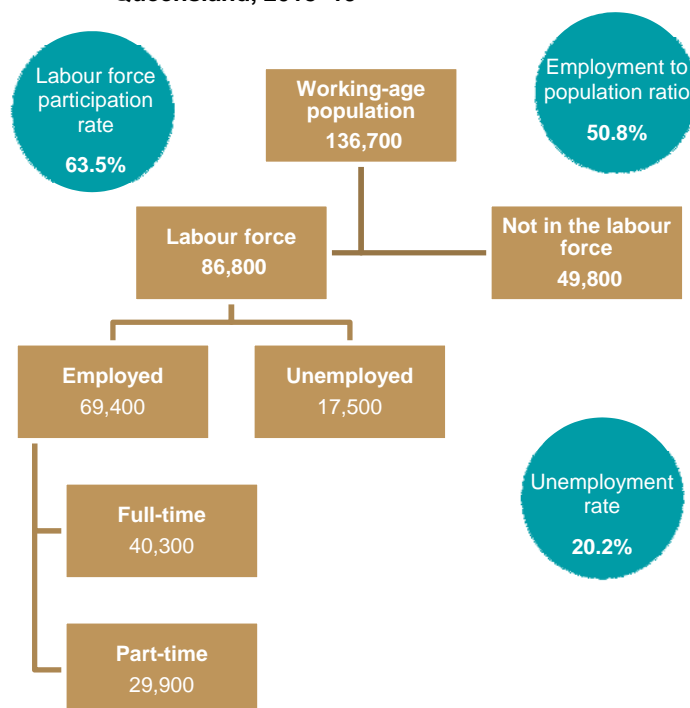 Labour force
participation
rate
63.5%
Working-age
population
136,700
Employment to
population ratio
50.8%
Labour force
86,800
Not in the labour
force
49,800
Employed
69,400
Unemployed
17,500
Unemployment
rate
20.2%
Full-time
40,300
Part-time
29,900